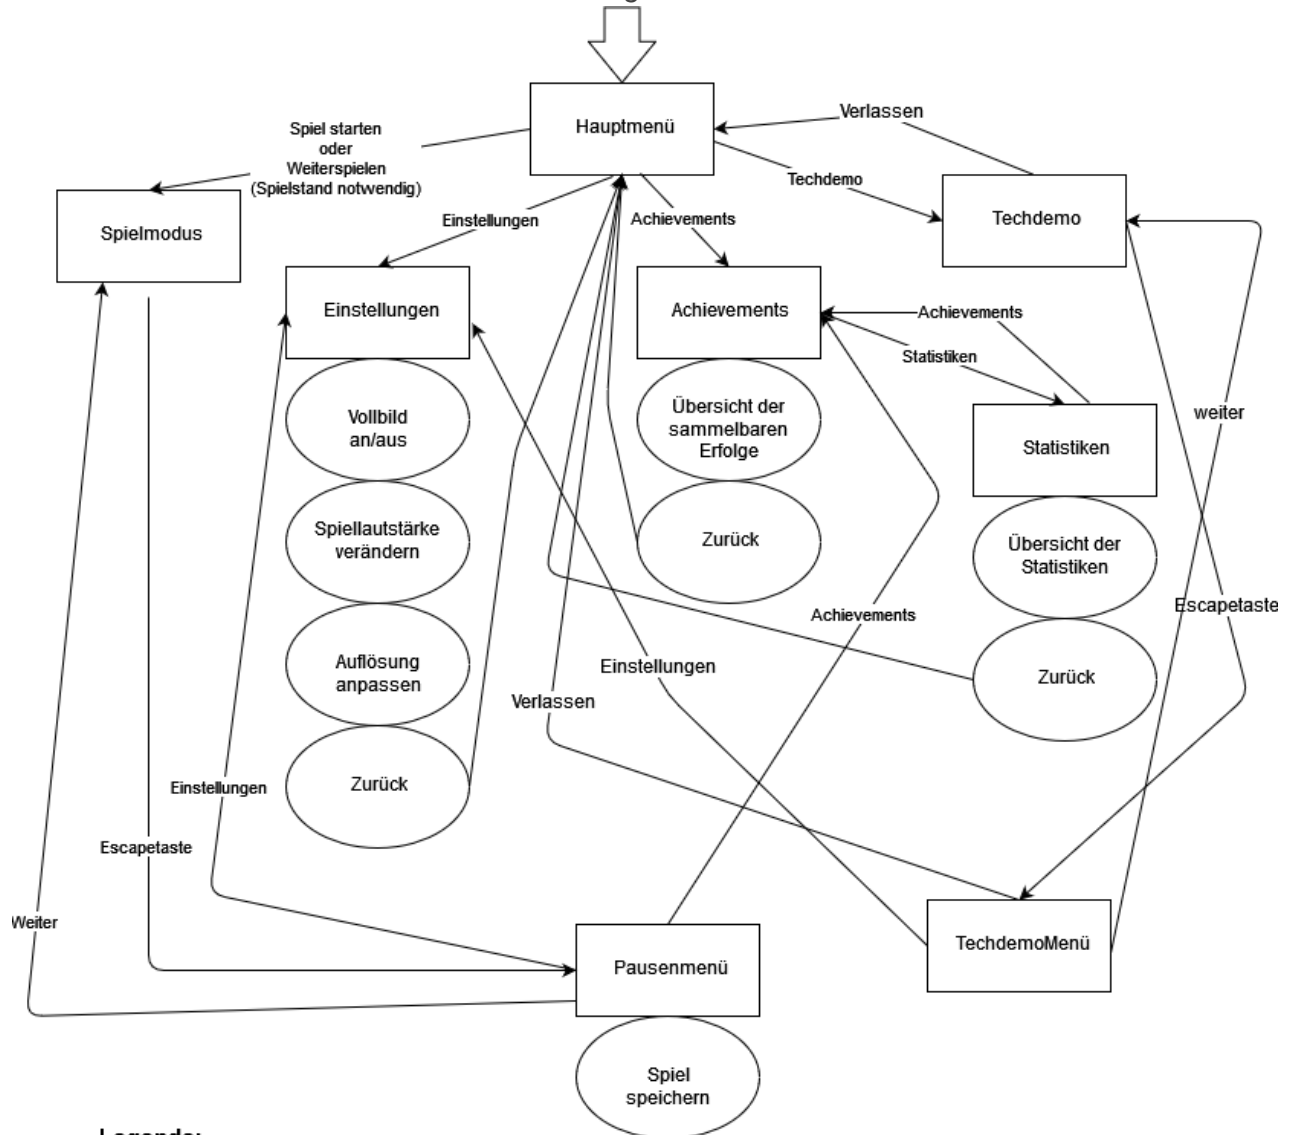 Hauptmenü
Verlassen
Spiel starten
oder
Weiterspielen
(Spielstand notwendig)
Techdemo
Techdemo
Spielmodus
Einstellungen
Achievements
Einstellungen
Achievements
Achievements
Statistiken
Vollbild
an/aus
Übersicht der
sammelbaren
Erfolge
weiter
Statistiken
Spiellautstärke
verändern
Zurück
Übersicht der
Statistiken
Escapetaste
Achievements
Auflösung
anpassen
Einstellungen
Zurück
Verlassen
Zurück
Einstellungen
Escapetaste
Weiter
TechdemoMenü
Pausenmenü
Spiel
speichern